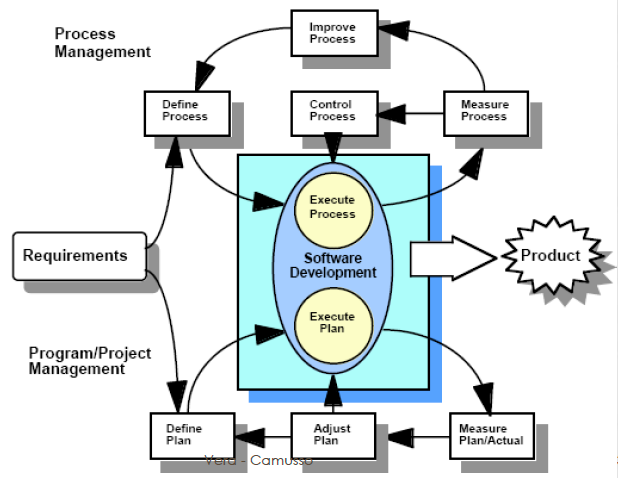 Process
Management
Improve
Process
Define
Process
Control
Process
Measure
Process
Execute
Process
Requirements
Software
Development
Product
Execute
Plan
Program/Project
Management
Define
Plan
Adjust
Plan
Measure
Plan/Actual
Vera - Camusso